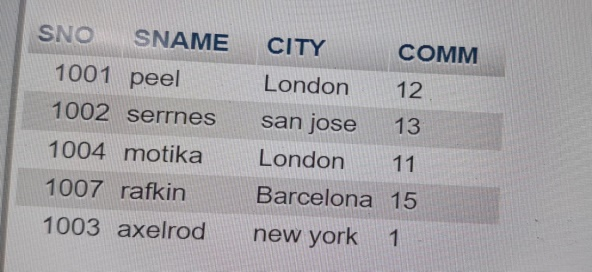 SNO SNAME CITY COMM
1001 peel London 12
1002 serrnes san jose 13
1004 motika London 11
1007 rafkin Barcelona 15
1003 axelrod new york 1